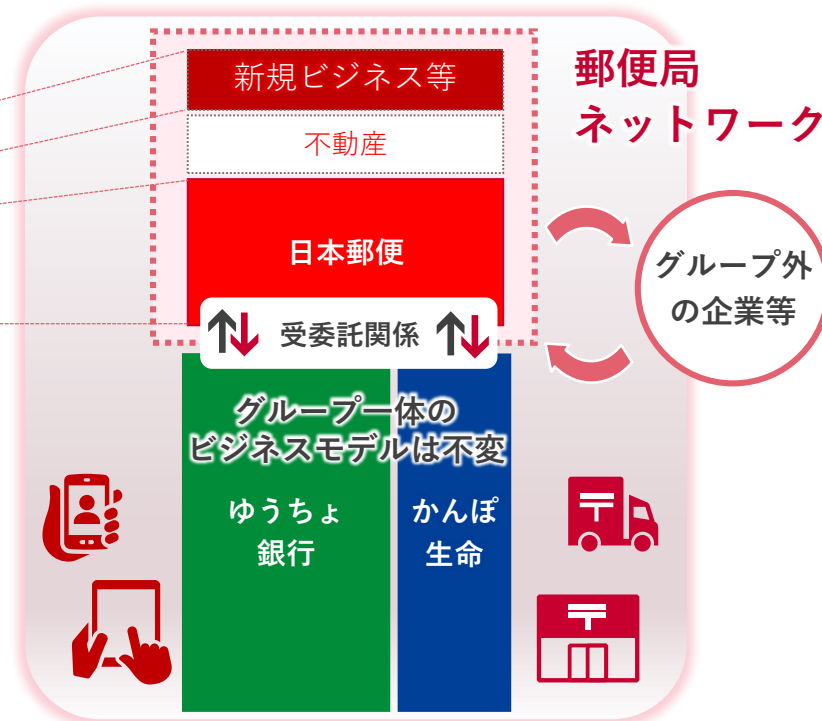 新規ビジネス等
郵便局
ネットワーク
不動産
日本郵便
グループ外
の企業等
受委託関係
グループ一体の
ビジネスモデルは不変
ゆうちょ
銀行
かんぽ
生命